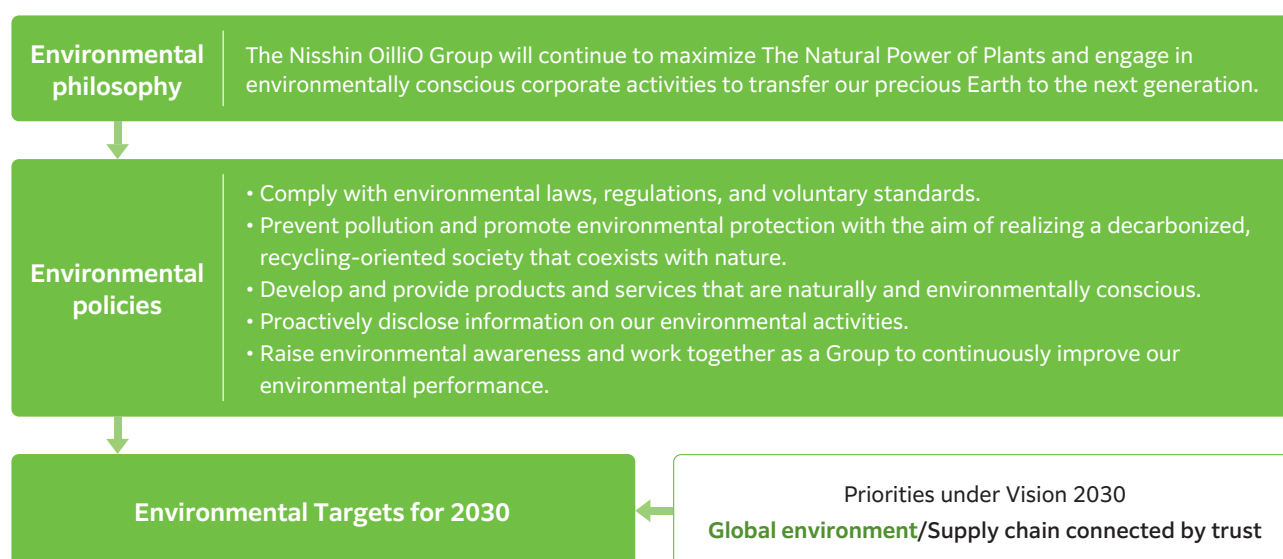 Environmental
philosophy
The Nisshin OilliO Group will continue to maximize The Natural Power of Plants and engage in
environmentally conscious corporate activities to transfer our precious Earth to the next generation.
Environmental
policies
• Comply with environmental laws, regulations, and voluntary standards.
• Prevent pollution and promote environmental protection with the aim of realizing a decarbonized,
recycling-oriented society that coexists with nature.
• Develop and provide products and services that are naturally and environmentally conscious.
• Proactively disclose information on our environmental activities.
• Raise environmental awareness and work together as a Group to continuously improve our
environmental performance.
Environmental Targets for 2030
Priorities under Vision 2030
Global environment/Supply chain connected by trust